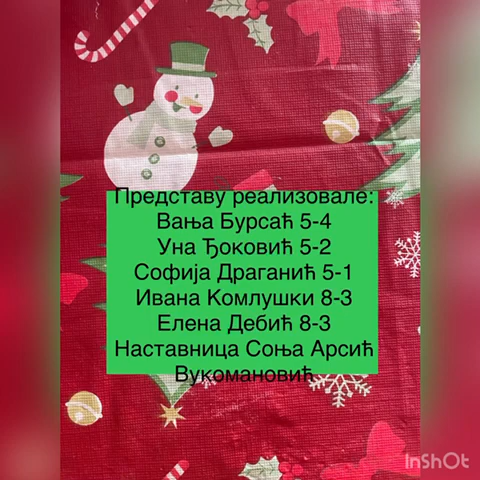 Представу реализовале:
Вања Бурсаћ 5-4
Уна Ђоковић 5-2
Софија Драганић 5-1
Ивана Комлушки 8-3
Елена Дебић 8-3
Наставница Соња Арсић
Вукомановић
InShOt